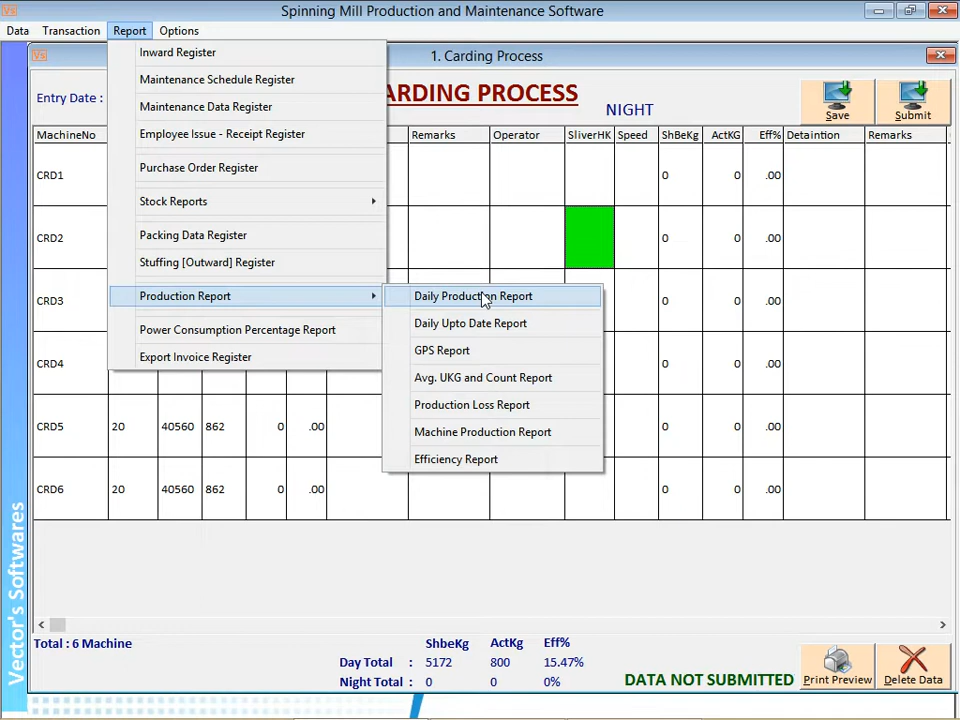 Vs
Spinning Mill Production and Maintenance Software
Data Transaction Report Options
Vs
1. Carding Process
Inward Register
Maintenance Schedule Register
Maintenance Data Register
Employee Issue - Receipt Register
Purchase Order Register
Stock Reports
Packing Data Register
Stuffing [Outward] Register
Production Report
Power Consumption Percentage Report
Export Invoice Register
Daily Production Report
Daily Upto Date Report
GPS Report
Avg. UKG and Count Report
Production Loss Report
Machine Production Report
Efficiency Report
Entry Date :
ARDING PROCESS
NIGHT
Save
Submit
MachineNo Remarks Operator SliverHK Speed ShBeKg ActKG Eff% Detaintion Remarks
CRD1 0 0 .00
CRD2 0 0 .00
CRD3 0 0 .00
CRD4 0 0 .00
CRD5 20 40560 862 0 .00 0 0 .00
CRD6 20 40560 862 0 .00 0 0 .00
Total : 6 Machine
ShbeKg ActKg Eff%
Day Total : 5172 800 15.47%
Night Total : 0 0 0%
DATA NOT SUBMITTED
Print Preview
Delete Data
Vector's Softwares